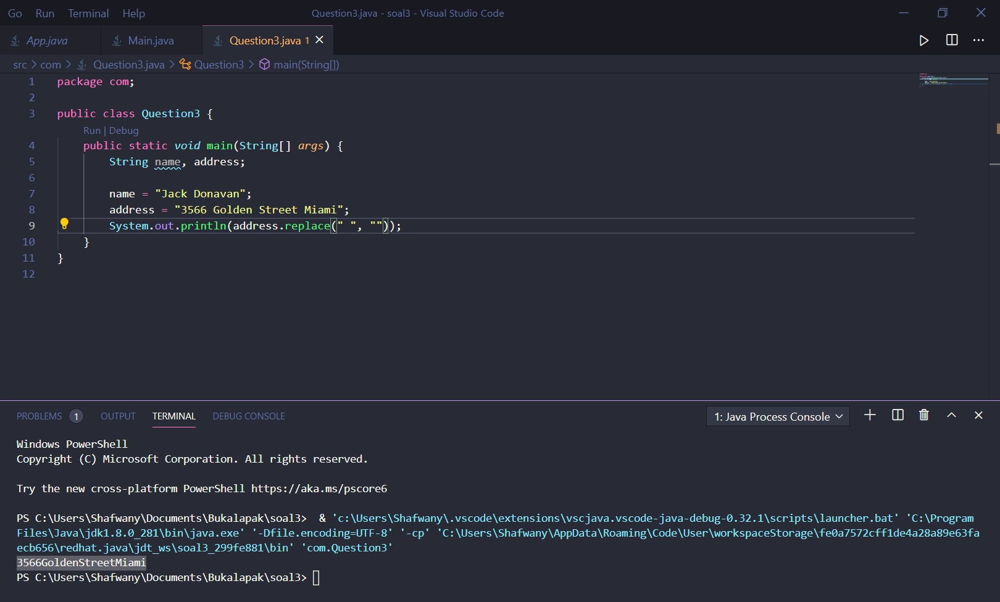 Go Run Terminal Help Question3.java - soal3 - Visual Studio Code
App.java Main.java Question3.java 1
src > com > Question3.java > Question3 > main(String[])
1 package com;
2
3 public class Question3 {
Run | Debug
4 public static void main(String[] args) {
5 String name, address;
6
7 name = "Jack Donavan";
8 address = "3566 Golden Street Miami";
9 System.out.println(address.replace(" ", ""));
10 }
11 }
12
PROBLEMS 1 OUTPUT TERMINAL DEBUG CONSOLE 1: Java Process Console
Windows PowerShell
Copyright (C) Microsoft Corporation. All rights reserved.
Try the new cross-platform PowerShell https://aka.ms/pscore6
PS C:\Users\Shafwany\Documents\Bukalapak\soal3>  & 'c:\Users\Shafwany\.vscode\extensions\vscjava.vscode-java-debug-0.32.1\scripts\launcher.bat' 'C:\Program
Files\Java\jdk1.8.0_281\bin\java.exe' '-Dfile.encoding=UTF-8' '-cp' 'C:\Users\Shafwany\AppData\Roaming\Code\User\workspaceStorage\fe0a7572cff1de4a28a89e63fa
ecb656\redhat.java\jdt_ws\soal3_299fe881\bin' 'com.Question3'
3566GoldenStreetMiami
PS C:\Users\Shafwany\Documents\Bukalapak\soal3>